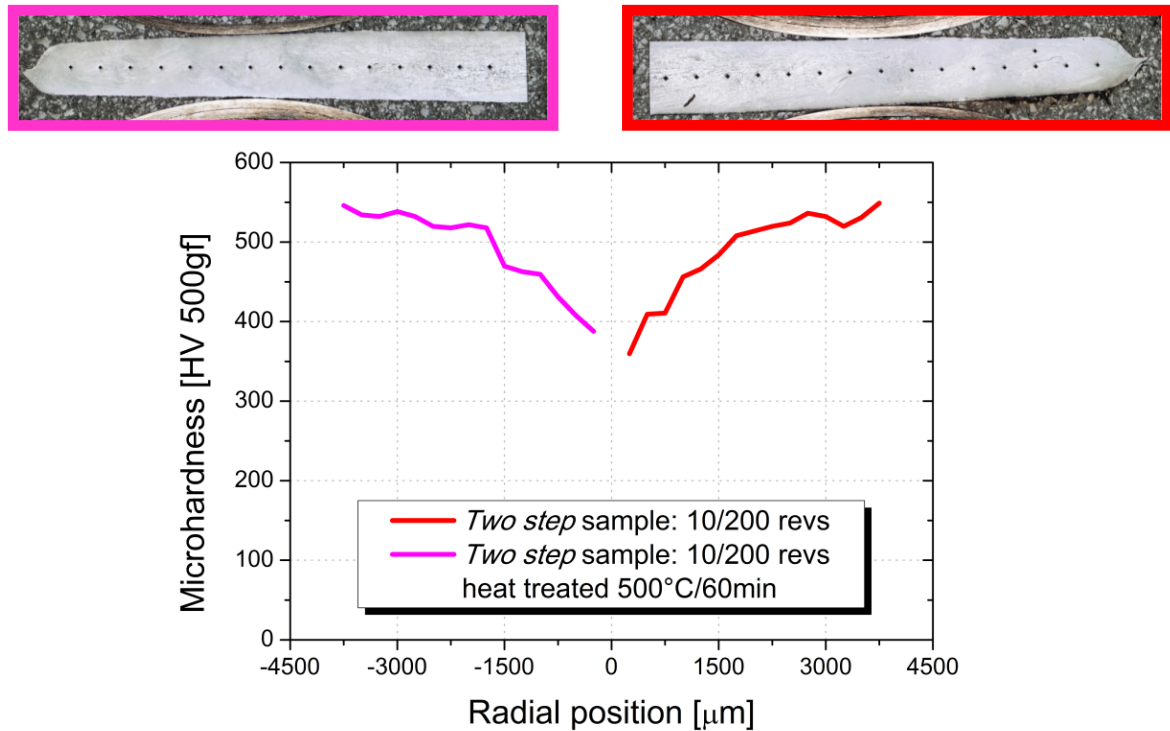 600
500
400
300
200
100
0
Microhardness [HV 500gf]
Two step sample: 10/200 revs
Two step sample: 10/200 revs
heat treated 500°C/60min
-4500 -3000 -1500 0 1500 3000 4500
Radial position [μm]